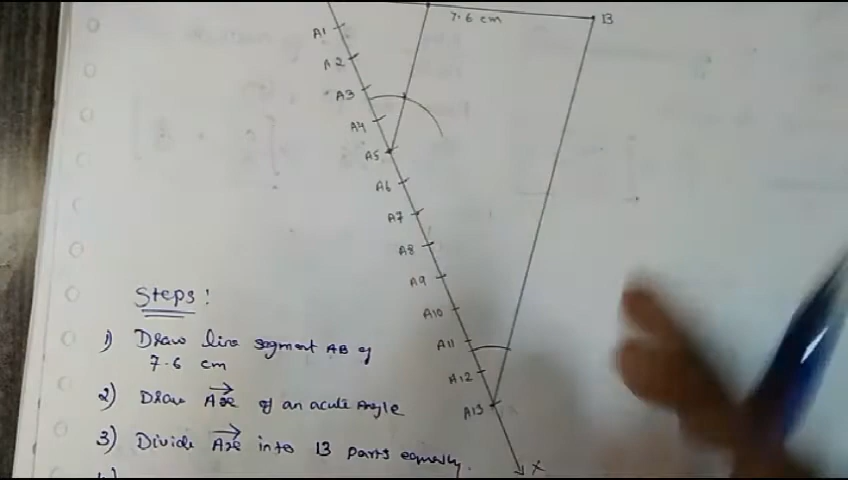 7.6 cm
B
A1
A2
A3
A4
A5
A6
A7
A8
A9
A10
A11
A12
A13
X
Steps :
1) Draw line segment AB of
7.6 cm
2) Draw Ax of an acute Angle
3) Divide Ax into 13 parts equally.